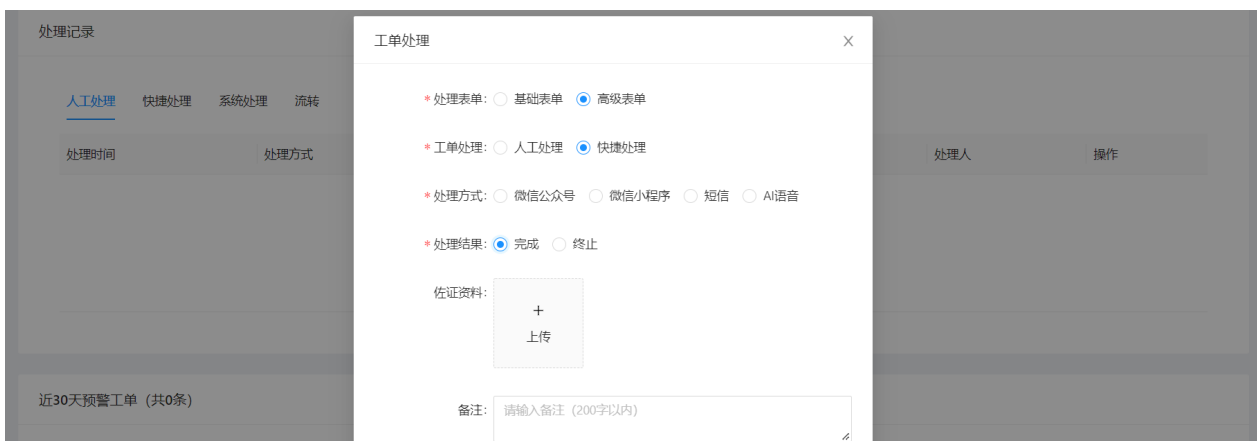 处理记录
工单处理
人工处理 快捷处理 系统处理 流转
*处理表单: 基础表单 高级表单
处理时间 处理方式 *工单处理: 人工处理 快捷处理 处理人 操作
*处理方式: 微信公众号 微信小程序 短信 AI语音
*处理结果: 完成 终止
佐证资料:
+
上传
近30天预警工单（共0条）
备注: 请输入备注（200字以内）